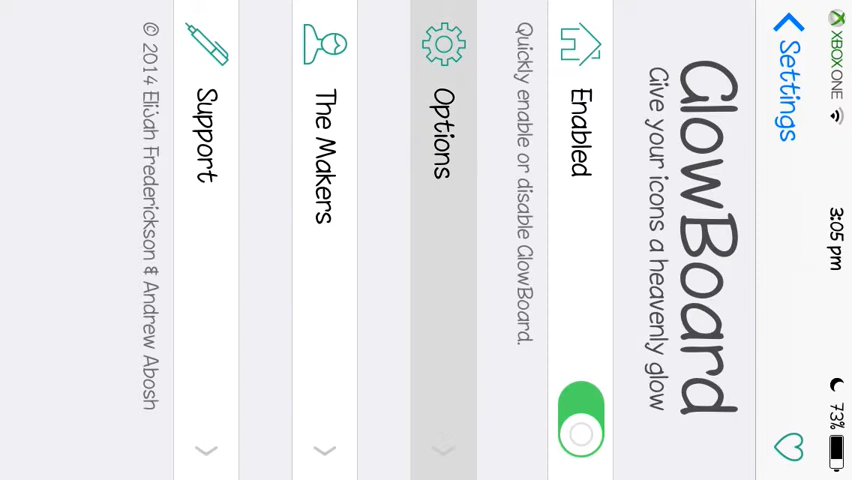 XBOX ONE 3:05 pm 73%
Settings
GlowBoard
Give your icons a heavenly glow
Enabled
Quickly enable or disable GlowBoard.
Options
The Makers
Support
© 2014 Elijah Frederickson & Andrew Abosh